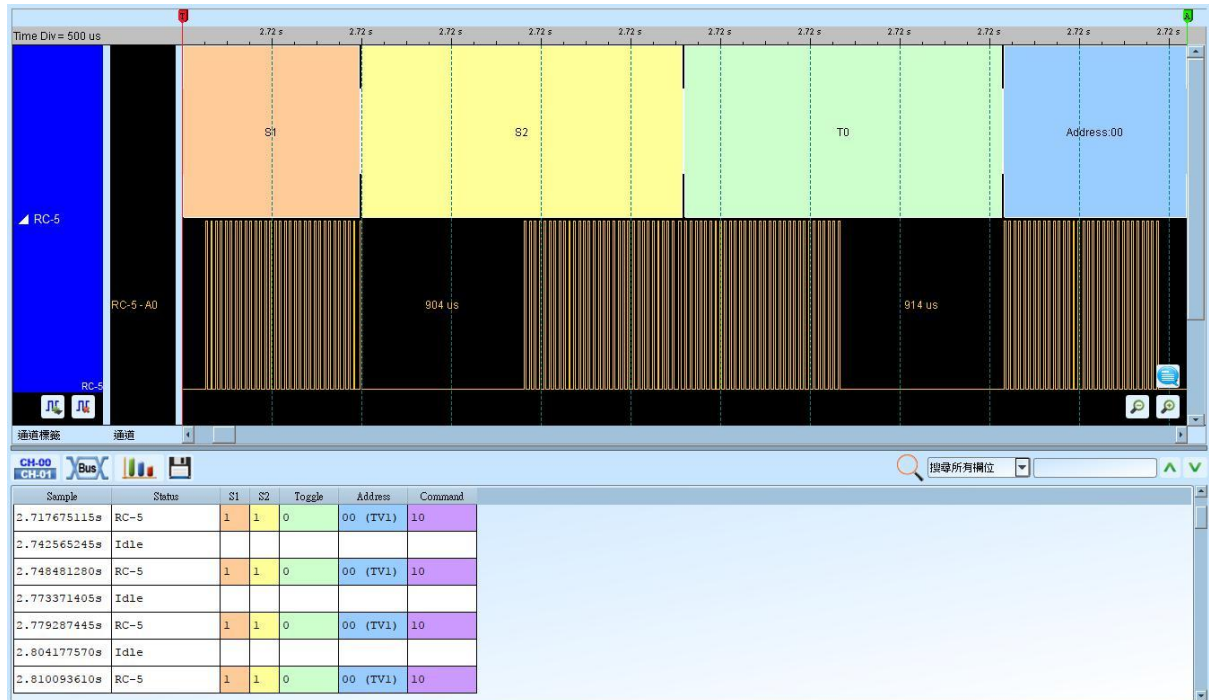 T
A
Time Div = 500 us
2.72 s 2.72 s 2.72 s 2.72 s 2.72 s 2.72 s 2.72 s 2.72 s 2.72 s 2.72 s 2.72 s
S1 S2 T0 Address:00
RC-5
RC-5 - A0 904 us 914 us
RC-5
通道標籤 通道
CH-00
CH-01
Bus
搜尋所有欄位
Sample Status S1 S2 Toggle Address Command
2.717675115s RC-5 1 1 0 00 (TV1) 10
2.742565245s Idle
2.748481280s RC-5 1 1 0 00 (TV1) 10
2.773371405s Idle
2.779287445s RC-5 1 1 0 00 (TV1) 10
2.804177570s Idle
2.810093610s RC-5 1 1 0 00 (TV1) 10